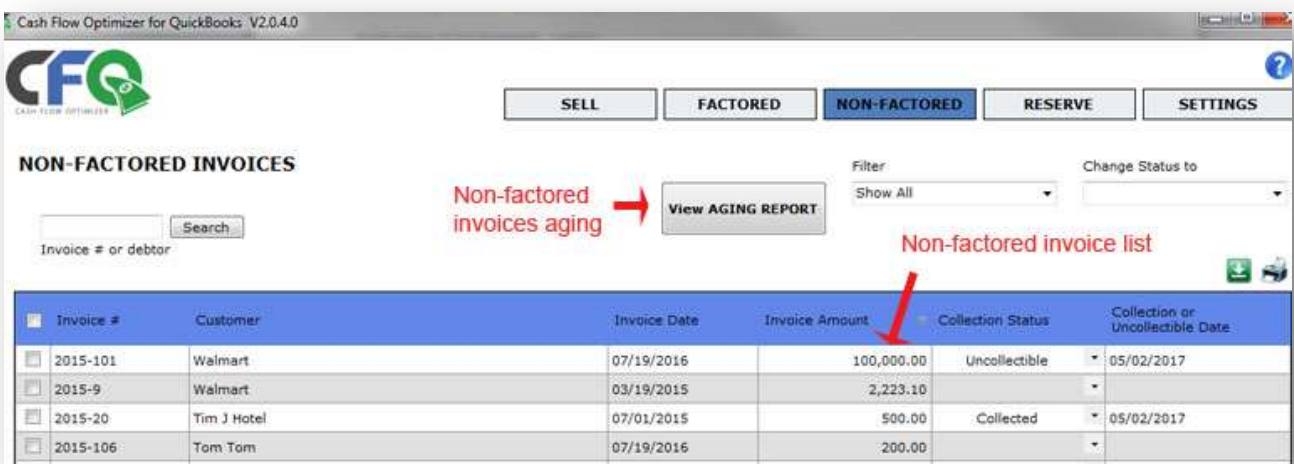 Cash Flow Optimizer for QuickBooks V2.0.4.0
CFO
CASH FLOW OPTIMIZER
?
SELL FACTORED NON-FACTORED RESERVE SETTINGS
NON-FACTORED INVOICES
Filter Change Status to
Non-factored
invoices aging
View AGING REPORT
Show All
Search
Invoice # or debtor
Non-factored invoice list
Invoice # Customer Invoice Date Invoice Amount Collection Status Collection or
Uncollectible Date
2015-101 Walmart 07/19/2016 100,000.00 Uncollectible 05/02/2017
2015-9 Walmart 03/19/2015 2,223.10
2015-20 Tim J Hotel 07/01/2015 500.00 Collected 05/02/2017
2015-106 Tom Tom 07/19/2016 200.00